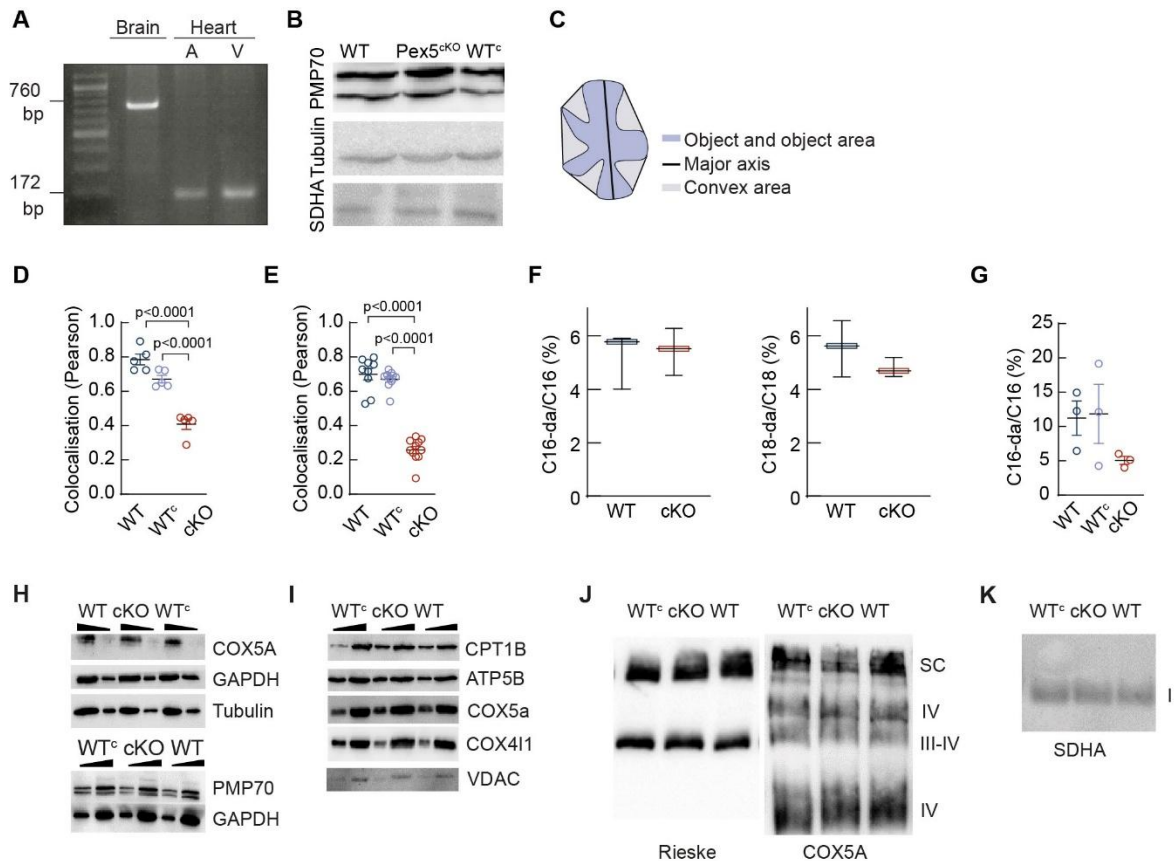 A
Brain Heart
A V
760
bp
172
bp
B
WT Pex5cKO WTc
PMP70
Tubulin
SDHA
C
Object and object area
Major axis
Convex area
D
Colocalisation (Pearson)
1.0
0.8
0.6
0.4
0.2
0.0
p<0.0001
p<0.0001
WT WTc cKO
E
Colocalisation (Pearson)
1.0
0.8
0.6
0.4
0.2
0.0
p<0.0001
p<0.0001
WT WTc cKO
F
C16-da/C16 (%)
6
4
2
0
WT cKO
C18-da/C18 (%)
6
4
2
0
WT cKO
G
C16-da/C16 (%)
25
20
15
10
5
0
WT WTc cKO
H
WT cKO WTc
COX5A
GAPDH
Tubulin
WTc cKO WT
PMP70
GAPDH
I
WTc cKO WT
CPT1B
ATP5B
COX5a
COX4I1
VDAC
J
WTc cKO WT WTc cKO WT
SC
IV
III-IV
IV
Rieske COX5A
K
WTc cKO WT
I
SDHA